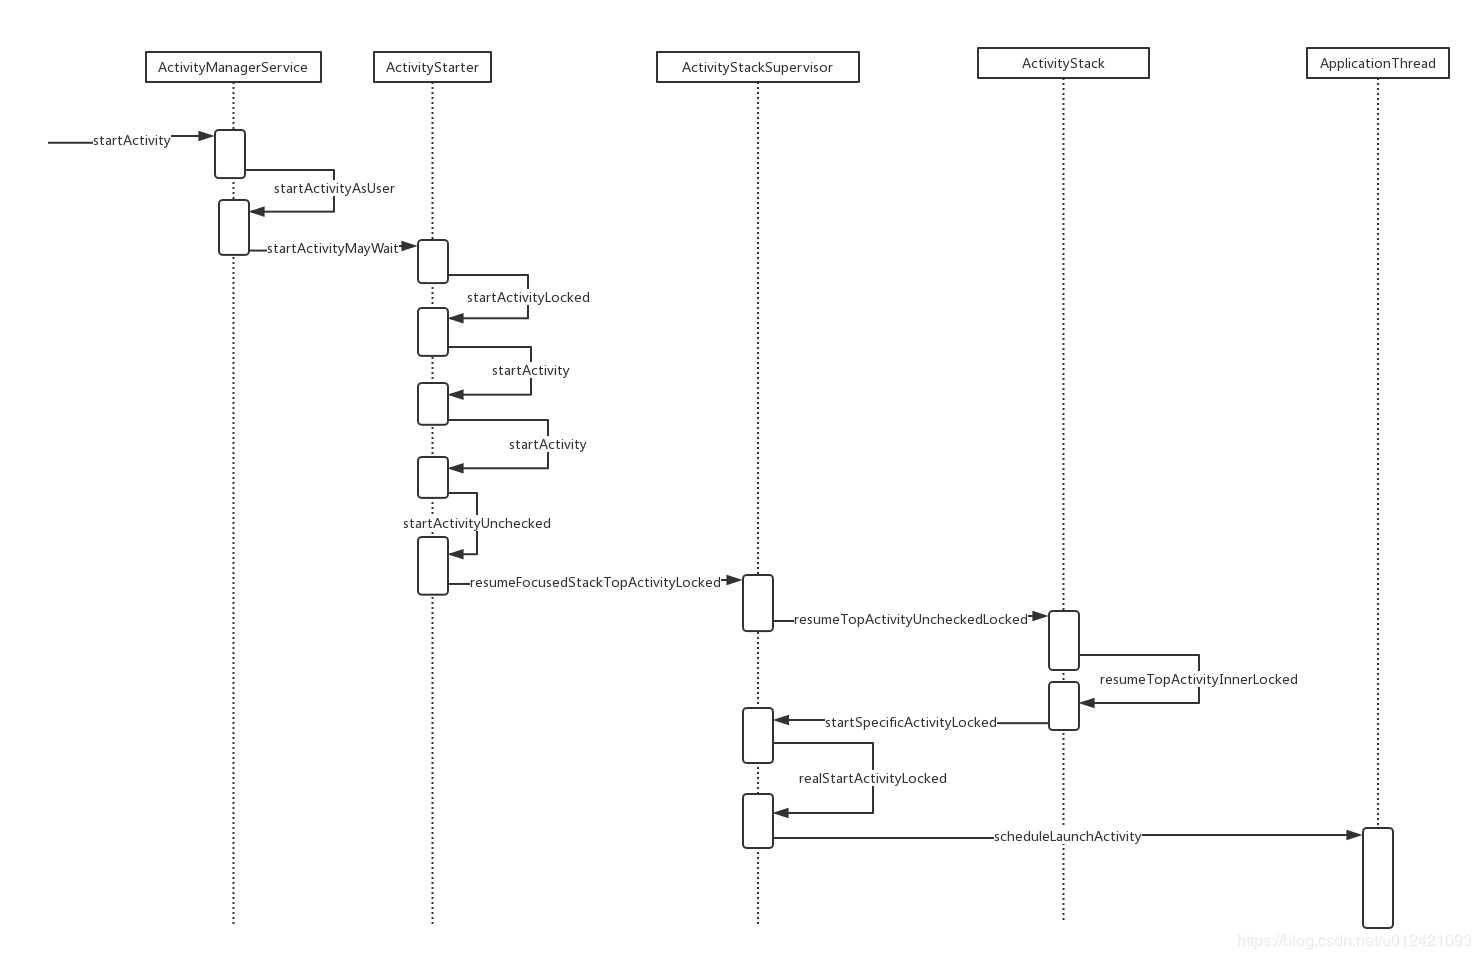 ActivityManagerService
ActivityStarter
ActivityStackSupervisor
ActivityStack
ApplicationThread
startActivity
startActivityAsUser
startActivityMayWait
startActivityLocked
startActivity
startActivity
startActivityUnchecked
resumeFocusedStackTopActivityLocked
resumeTopActivityUncheckedLocked
resumeTopActivityInnerLocked
startSpecificActivityLocked
realStartActivityLocked
scheduleLaunchActivity
https://blog.csdn.net/u012421093